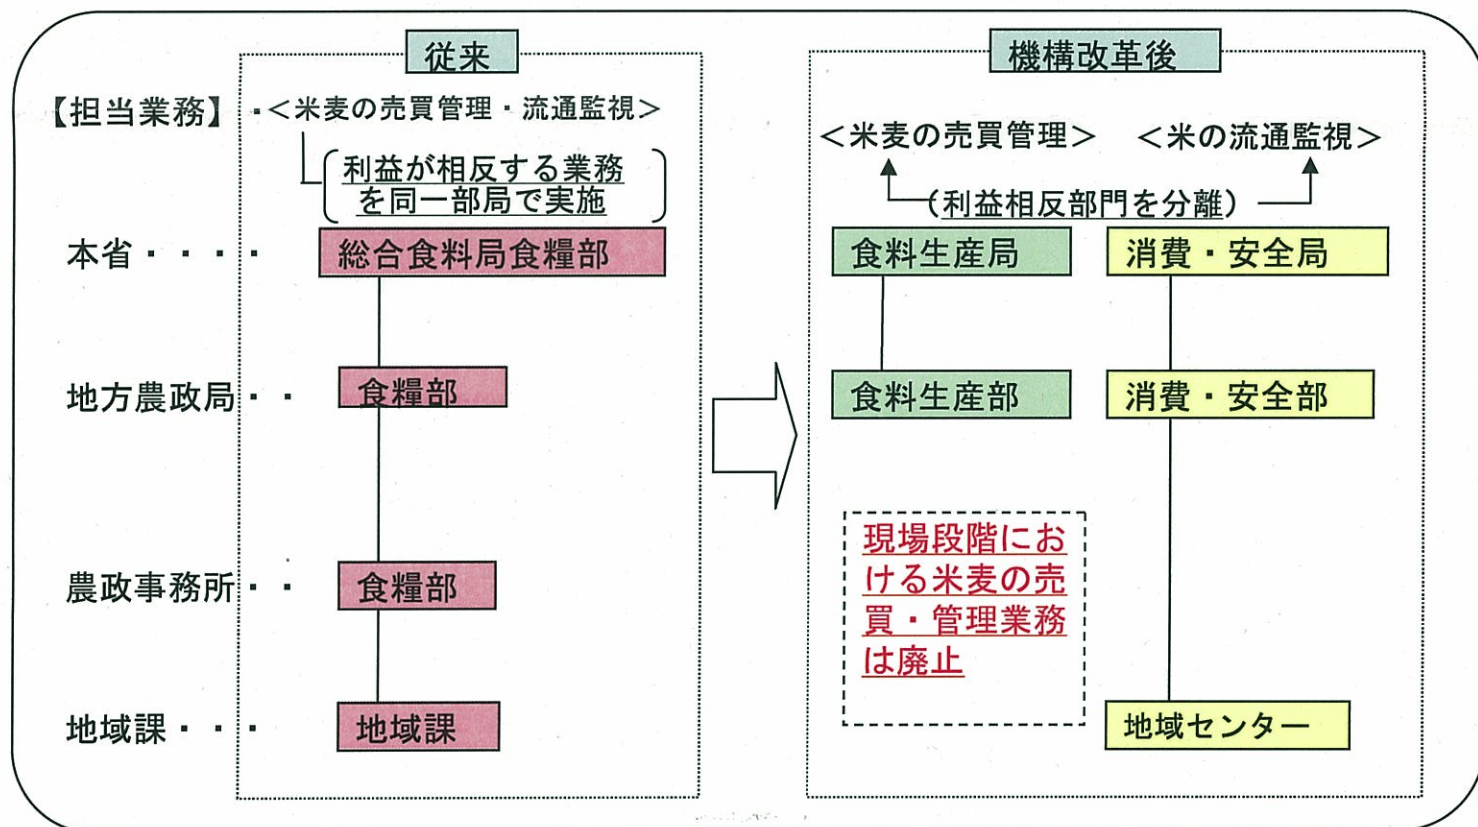 従来
機構改革後
【担当業務】・<米麦の売買管理・流通監視>
利益が相反する業務
を同一部局で実施
<米麦の売買管理> <米の流通監視>
(利益相反部門を分離)
本省・・・・ 総合食料局食糧部 食料生産局 消費・安全局
地方農政局・・ 食糧部 食料生産部 消費・安全部
農政事務所・・ 食糧部
現場段階にお
ける米麦の売
買・管理業務
は廃止
地域課・・・ 地域課 地域センター